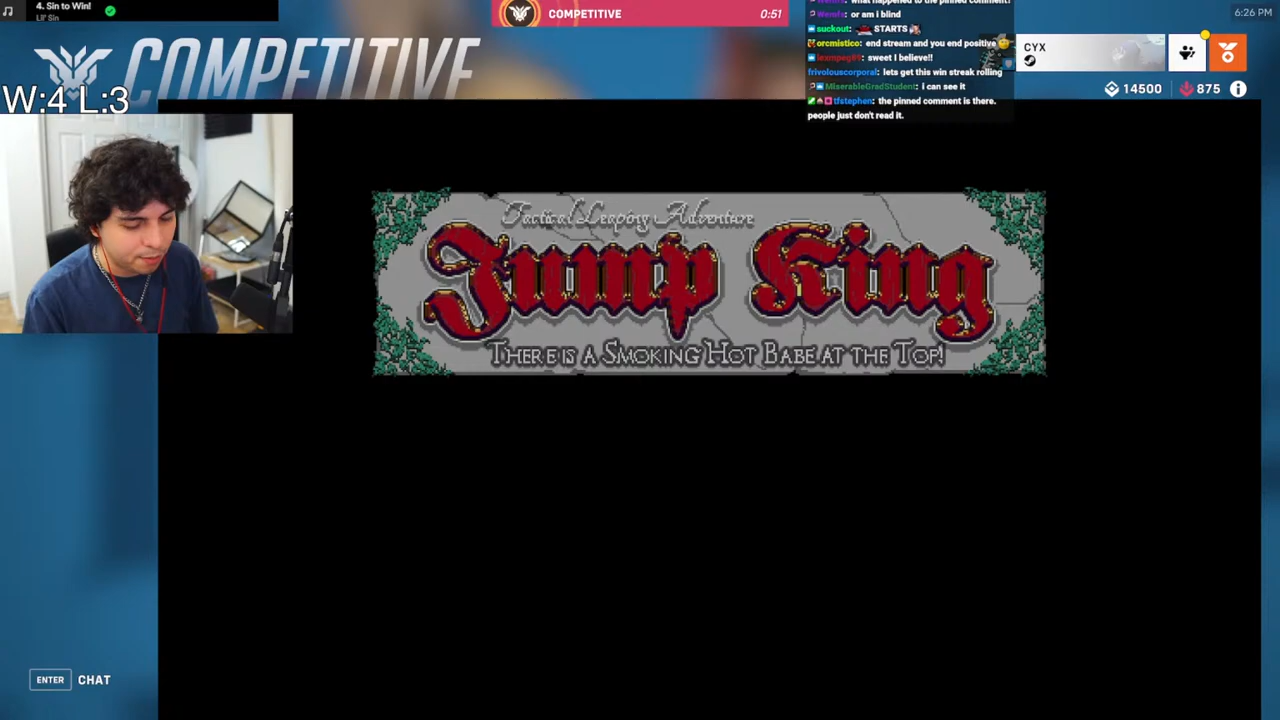 4. Sin to Win!
Lil' Sin
COMPETITIVE 0:51
6:26 PM
COMPETITIVE
W:4 L:3
or am i blind
suckout: STARTS
orcmistico: end stream and you end positive
sweet I believe!!
frivolouscorporal: lets get this win streak rolling
MiserableGradStudent: i can see it
tfstephen: the pinned comment is there.
people just don't read it.
CYX
14500 875
Tactical Leaping Adventure
Jump King
There is a Smoking Hot Babe at the Top!
ENTER CHAT